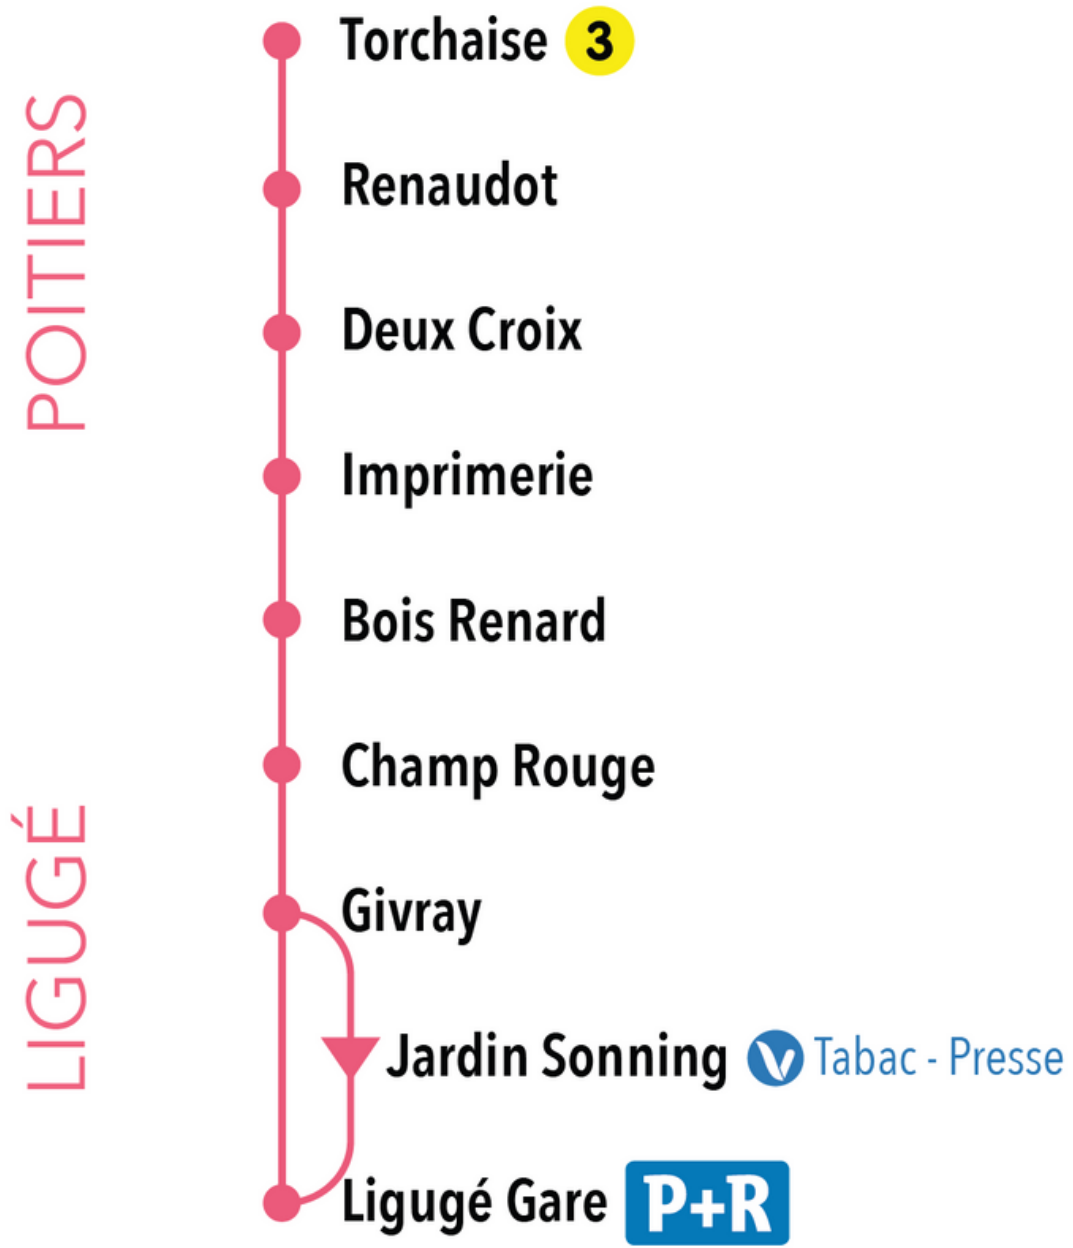 POITIERS
Torchaise 3
Renaudot
Deux Croix
Imprimerie
Bois Renard
LIGUGÉ
Champ Rouge
Givray
Jardin Sonning Tabac - Presse
Ligugé Gare P+R